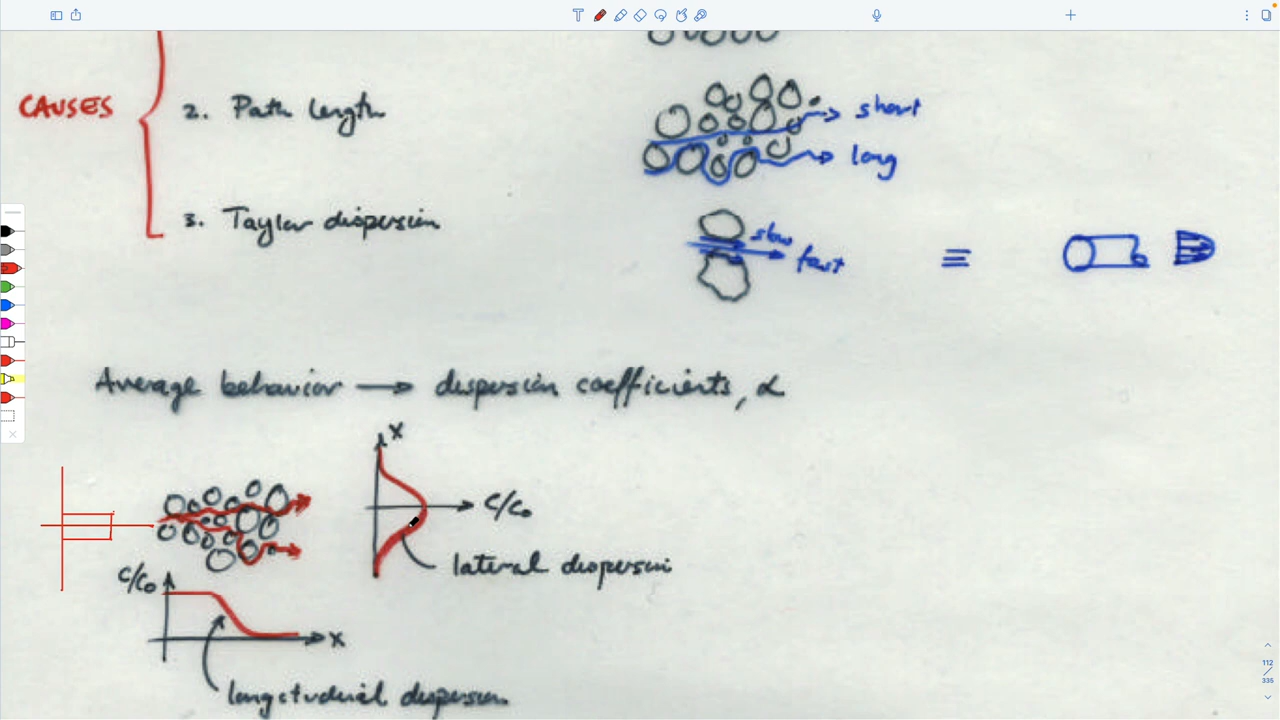 CAUSES
2. Path length
short
long
3. Taylor dispersion
slow
fast
≡
Average behavior → dispersion coefficients, α
x
C/C₀
lateral dispersion
C/C₀
x
longitudinal dispersion
112
335